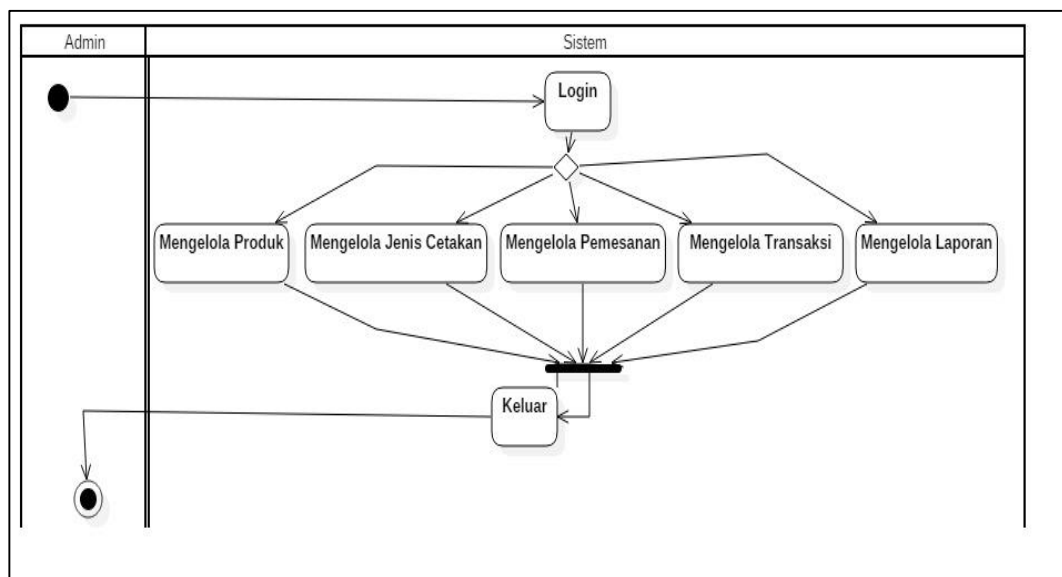 Admin
Sistem
Login
Mengelola Produk
Mengelola Jenis Cetakan
Mengelola Pemesanan
Mengelola Transaksi
Mengelola Laporan
Keluar